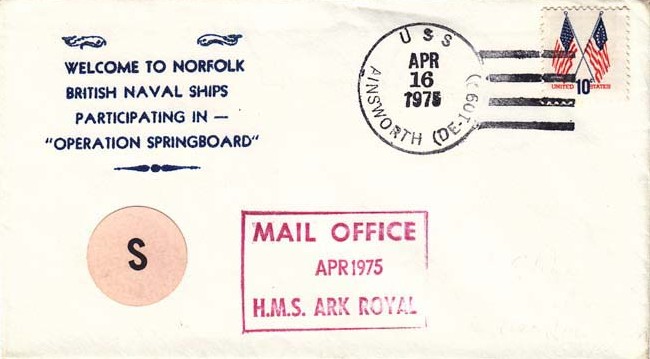 WELCOME TO NORFOLK
BRITISH NAVAL SHIPS
PARTICIPATING IN —
"OPERATION SPRINGBOARD"
USS
APR
16
1975
AINSWORTH (DE-1090)
UNITED 10¢ STATES
S
MAIL OFFICE
APR 1975
H.M.S. ARK ROYAL